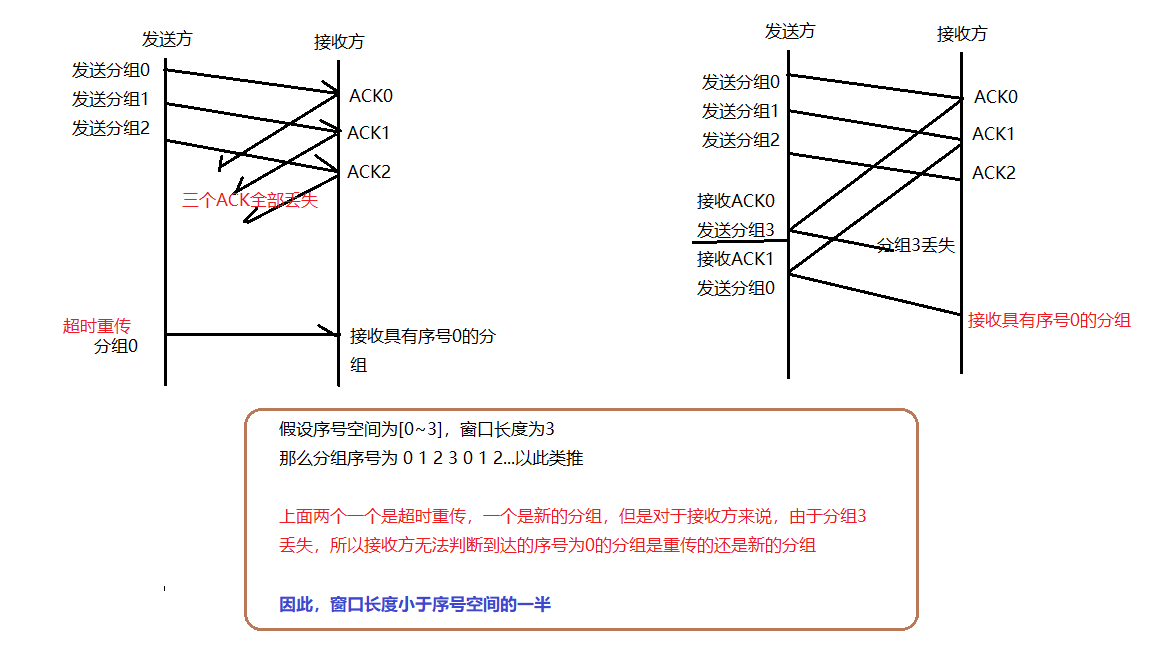 发送方
接收方
发送分组0
发送分组1
发送分组2
ACK0
ACK1
ACK2
三个ACK全部丢失
超时重传
分组0
接收具有序号0的分
组
发送方
接收方
发送分组0
发送分组1
发送分组2
ACK0
ACK1
ACK2
接收ACK0
发送分组3
分组3丢失
接收ACK1
发送分组0
接收具有序号0的分组
假设序号空间为[0~3]，窗口长度为3
那么分组序号为 0 1 2 3 0 1 2...以此类推
上面两个一个是超时重传，一个是新的分组，但是对于接收方来说，由于分组3
丢失，所以接收方无法判断到达的序号为0的分组是重传的还是新的分组
因此，窗口长度小于序号空间的一半